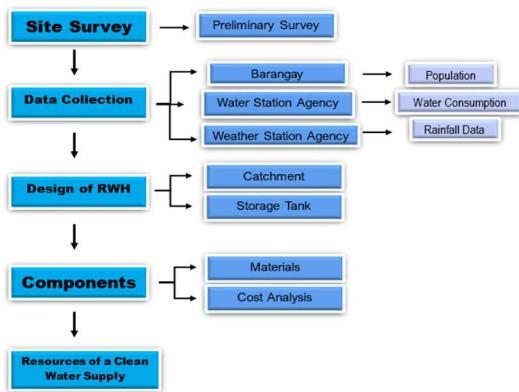 Site Survey
Preliminary Survey
Data Collection
Barangay
Population
Water Station Agency
Water Consumption
Weather Station Agency
Rainfall Data
Design of RWH
Catchment
Storage Tank
Components
Materials
Cost Analysis
Resources of a Clean
Water Supply